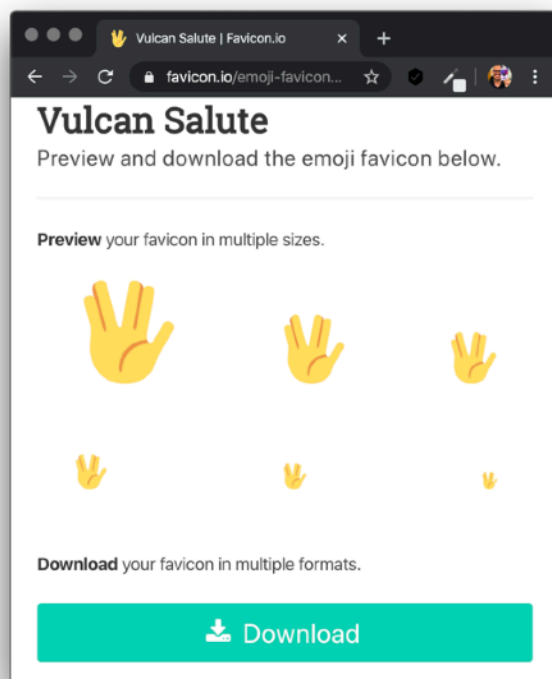 Vulcan Salute | Favicon.io
favicon.io/emoji-favicon...
Vulcan Salute
Preview and download the emoji favicon below.
Preview your favicon in multiple sizes.
Download your favicon in multiple formats.
Download